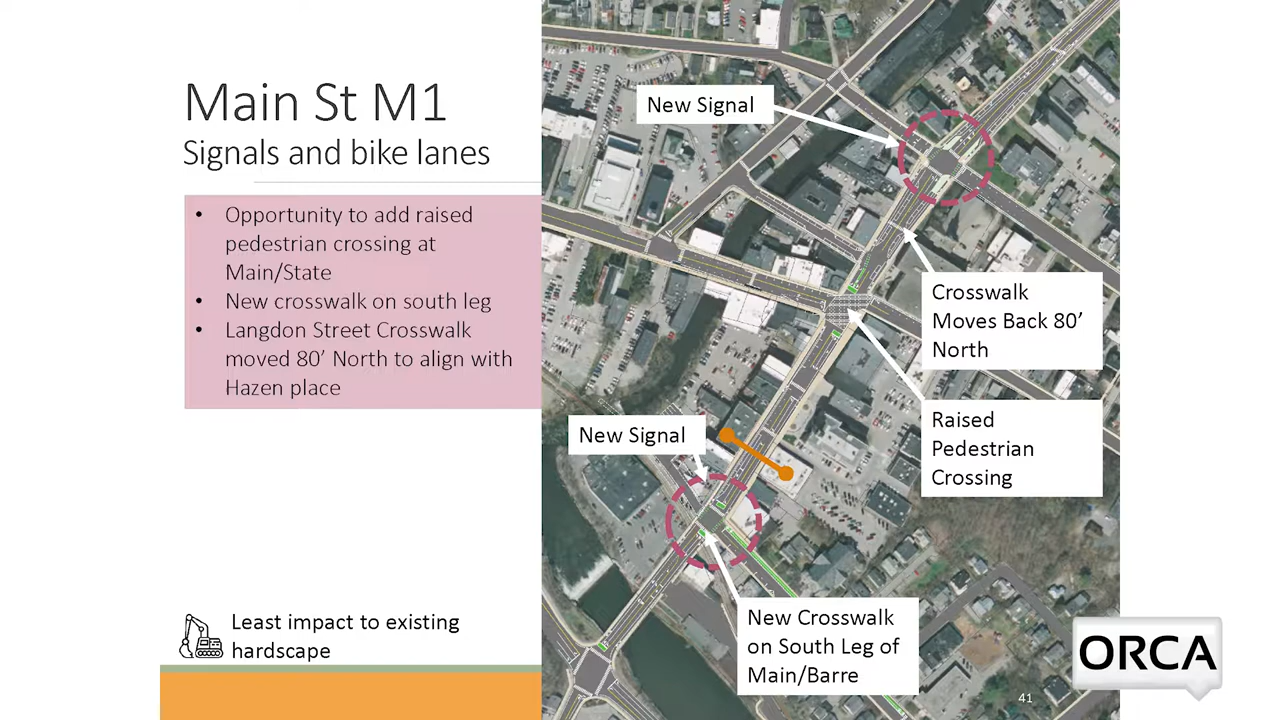 Main St M1
Signals and bike lanes
• Opportunity to add raised
pedestrian crossing at
Main/State
• New crosswalk on south leg
• Langdon Street Crosswalk
moved 80’ North to align with
Hazen place
Least impact to existing
hardscape
New Signal
Crosswalk
Moves Back 80’
North
Raised
Pedestrian
Crossing
New Signal
New Crosswalk
on South Leg of
Main/Barre
ORCA
41